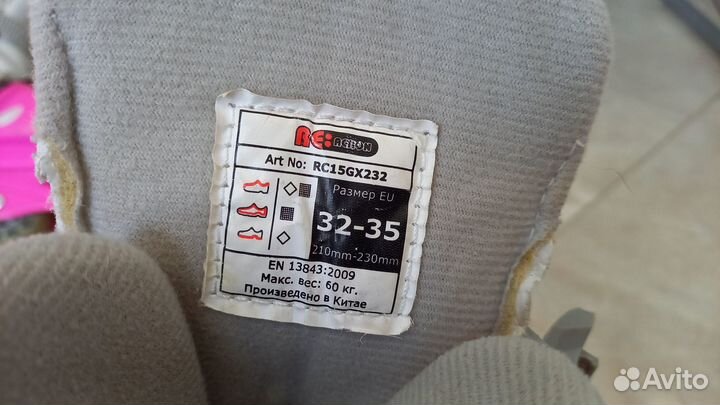 RE:ACTION
Art No: RC15GX232
Размер EU
32-35
210mm-230mm
EN 13843:2009
Макс. вес: 60 кг.
Произведено в Китае
Avito